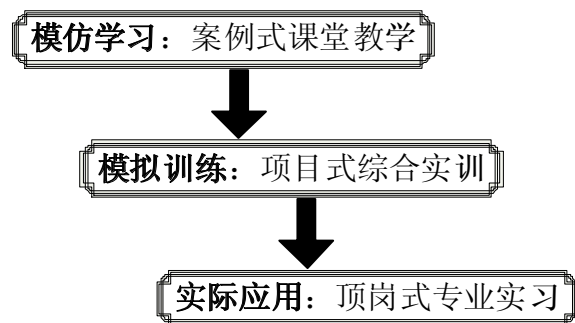 模仿学习：案例式课堂教学
模拟训练：项目式综合实训
实际应用：顶岗式专业实习